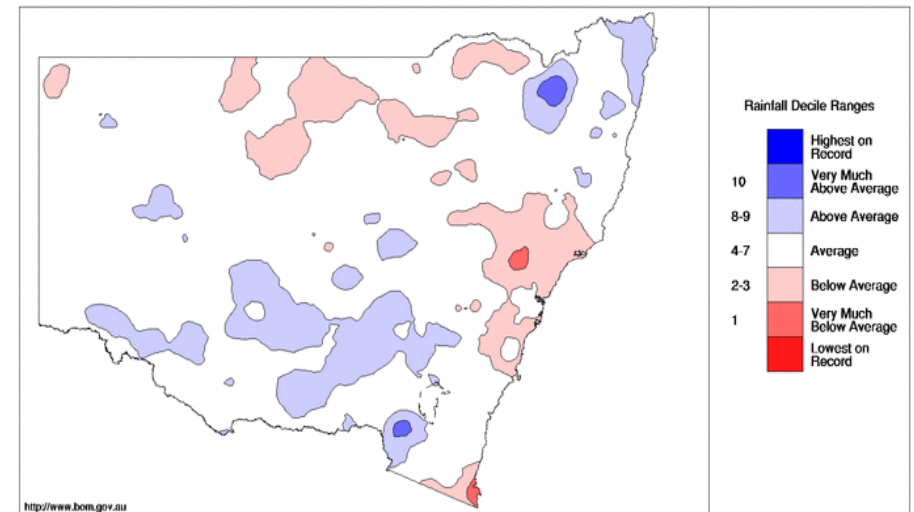 Rainfall Decile Ranges
Highest on
Record
10
Very Much
Above Average
8-9
Above Average
4-7
Average
2-3
Below Average
1
Very Much
Below Average
Lowest on
Record
http://www.bom.gov.au